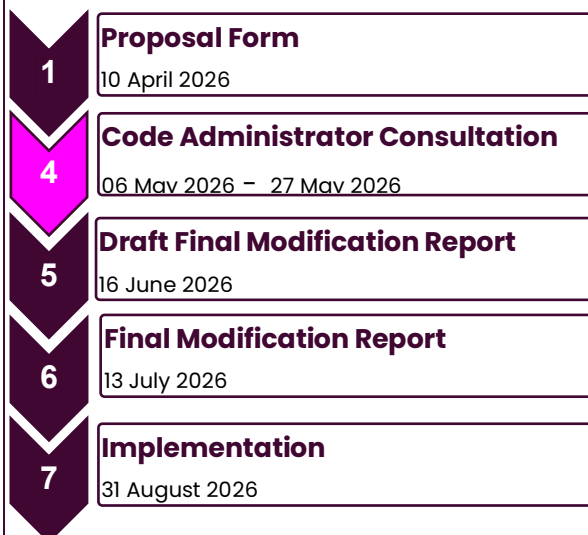 1
Proposal Form
10 April 2026
4
Code Administrator Consultation
06 May 2026 – 27 May 2026
5
Draft Final Modification Report
16 June 2026
6
Final Modification Report
13 July 2026
7
Implementation
31 August 2026